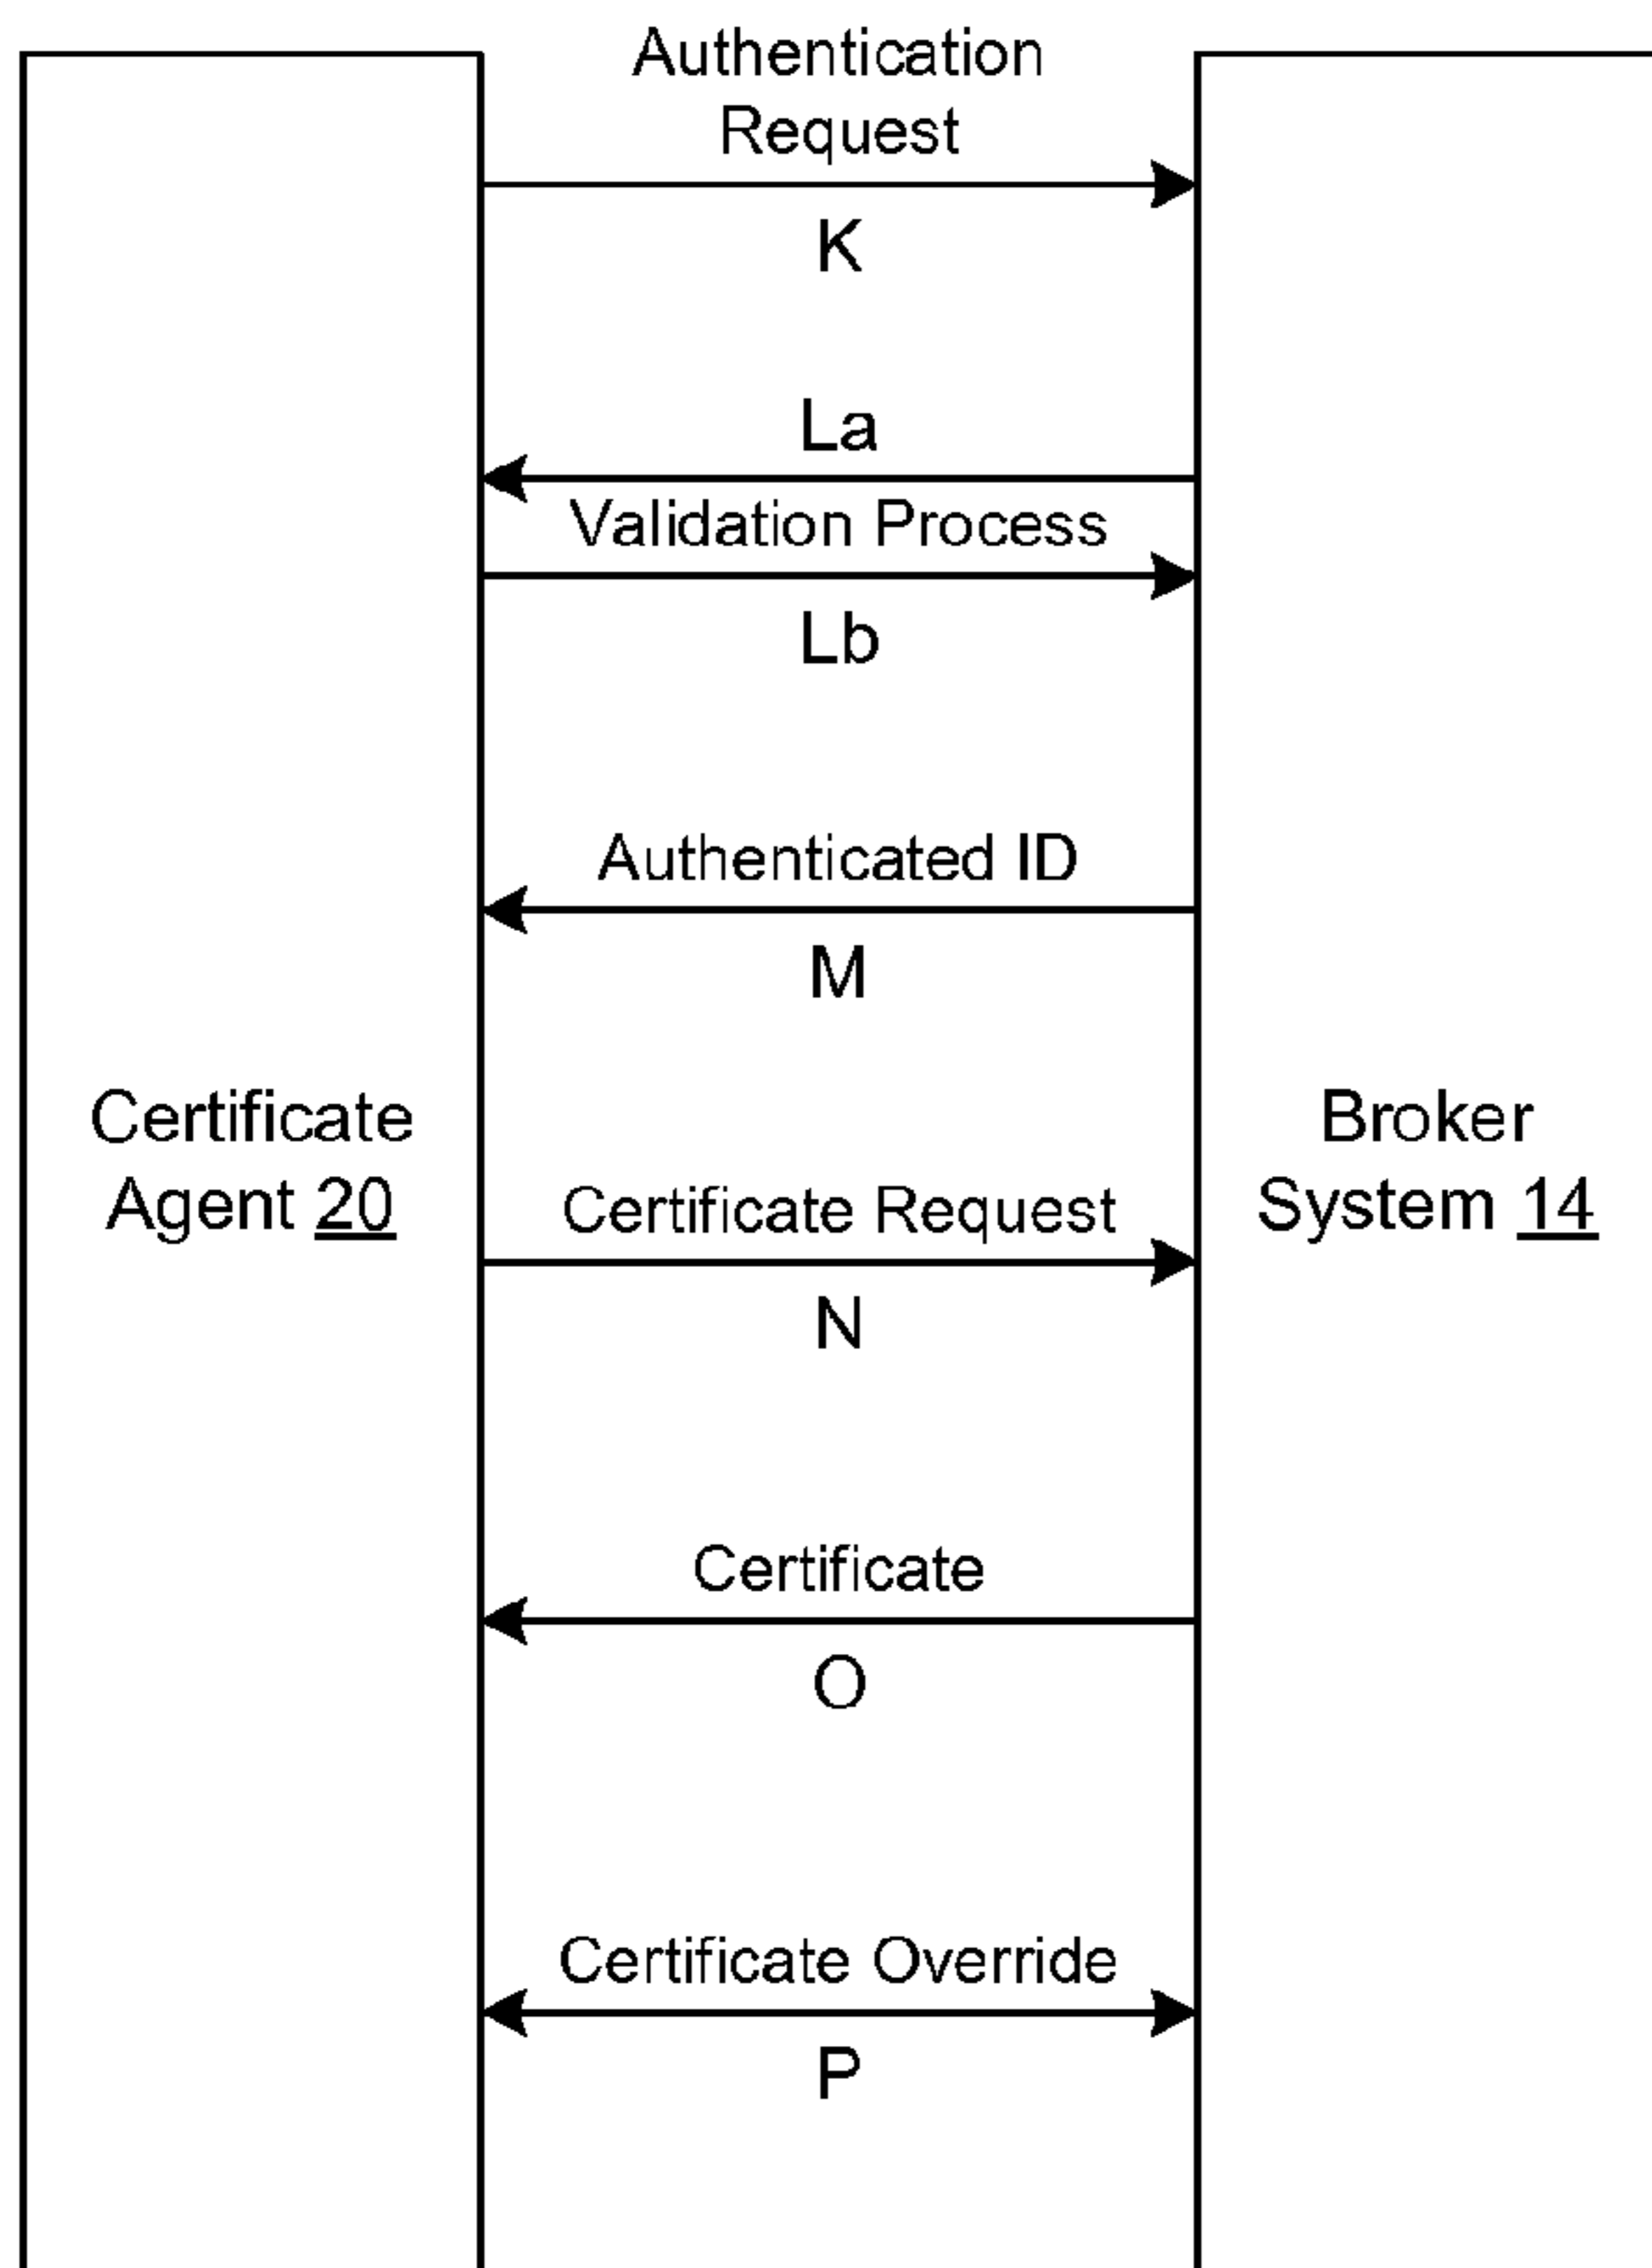 Authentication
Request
K
La
Validation Process
Lb
Authenticated ID
M
Certificate
Agent 20
Broker
System 14
Certificate Request
N
Certificate
O
Certificate Override
P